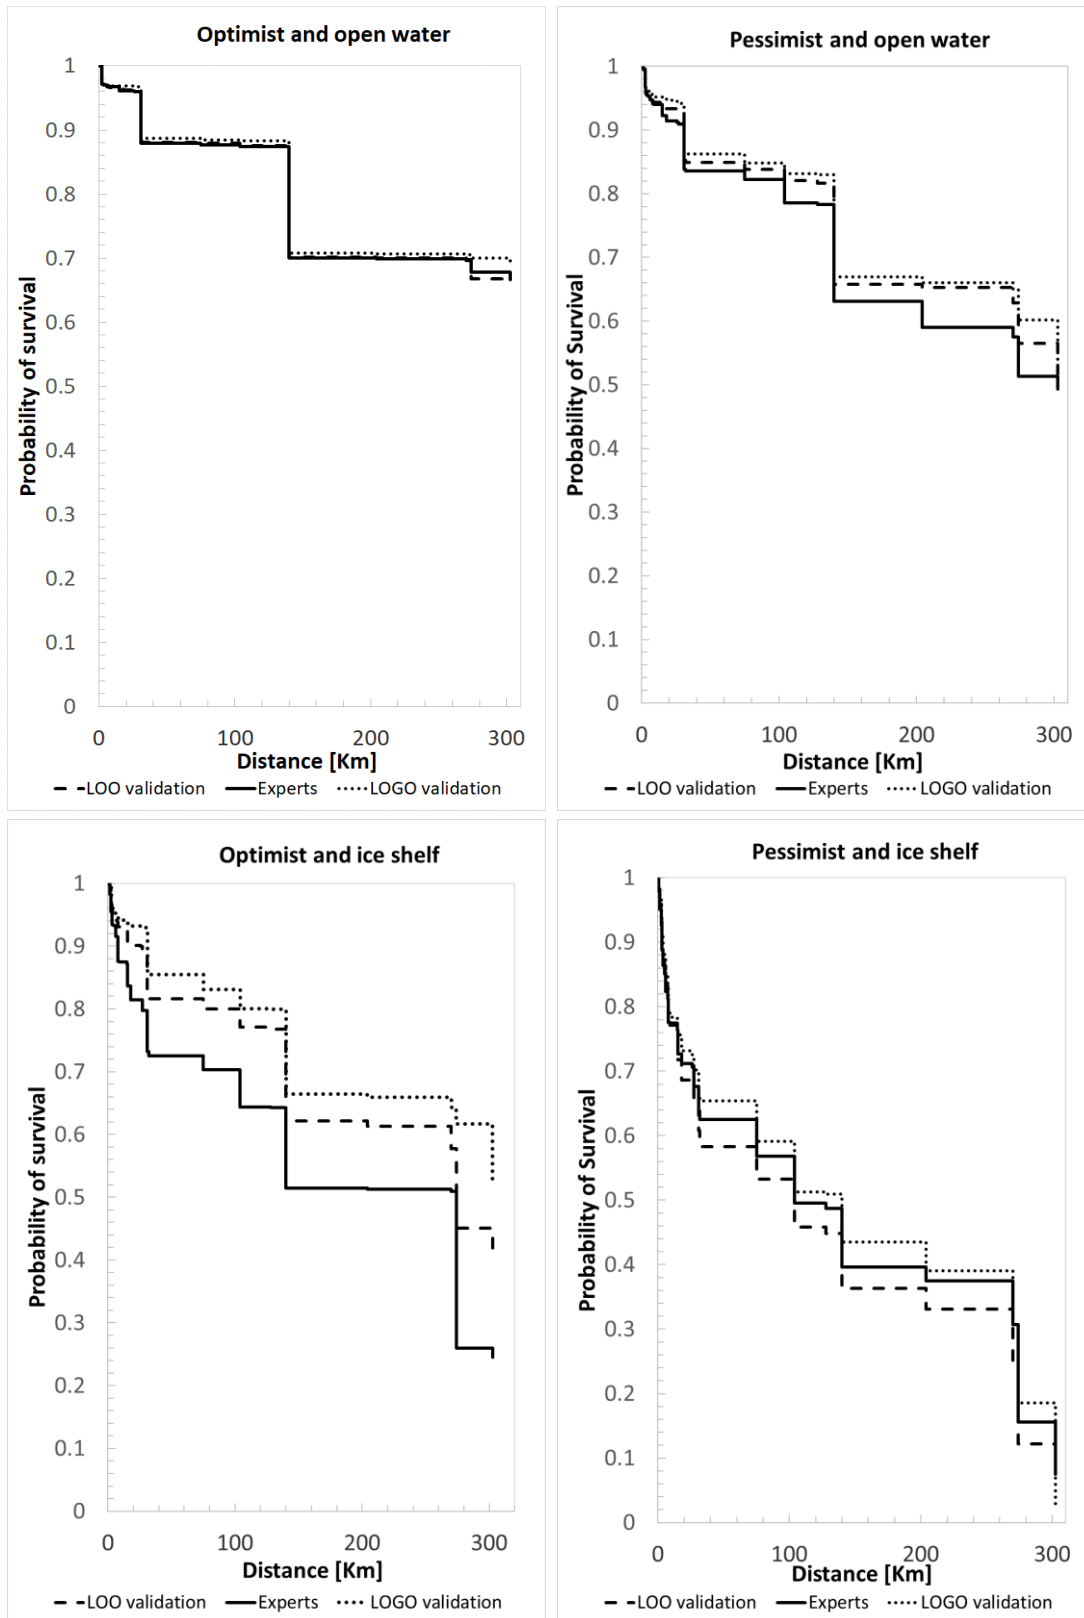 Optimist and open water
1
0.9
0.8
0.7
0.6
0.5
0.4
0.3
0.2
0.1
0
Probability of survival
0 100 200 300
Distance [Km]
LOO validation Experts LOGO validation
Pessimist and open water
1
0.9
0.8
0.7
0.6
0.5
0.4
0.3
0.2
0.1
0
Probability of Survival
0 100 200 300
Distance [Km]
LOO validation Experts LOGO validation
Optimist and ice shelf
1
0.9
0.8
0.7
0.6
0.5
0.4
0.3
0.2
0.1
0
Probability of survival
0 100 200 300
Distance [Km]
LOO validation Experts LOGO validation
Pessimist and ice shelf
1
0.9
0.8
0.7
0.6
0.5
0.4
0.3
0.2
0.1
0
Probability of Survival
0 100 200 300
Distance [Km]
LOO validation Experts LOGO validation